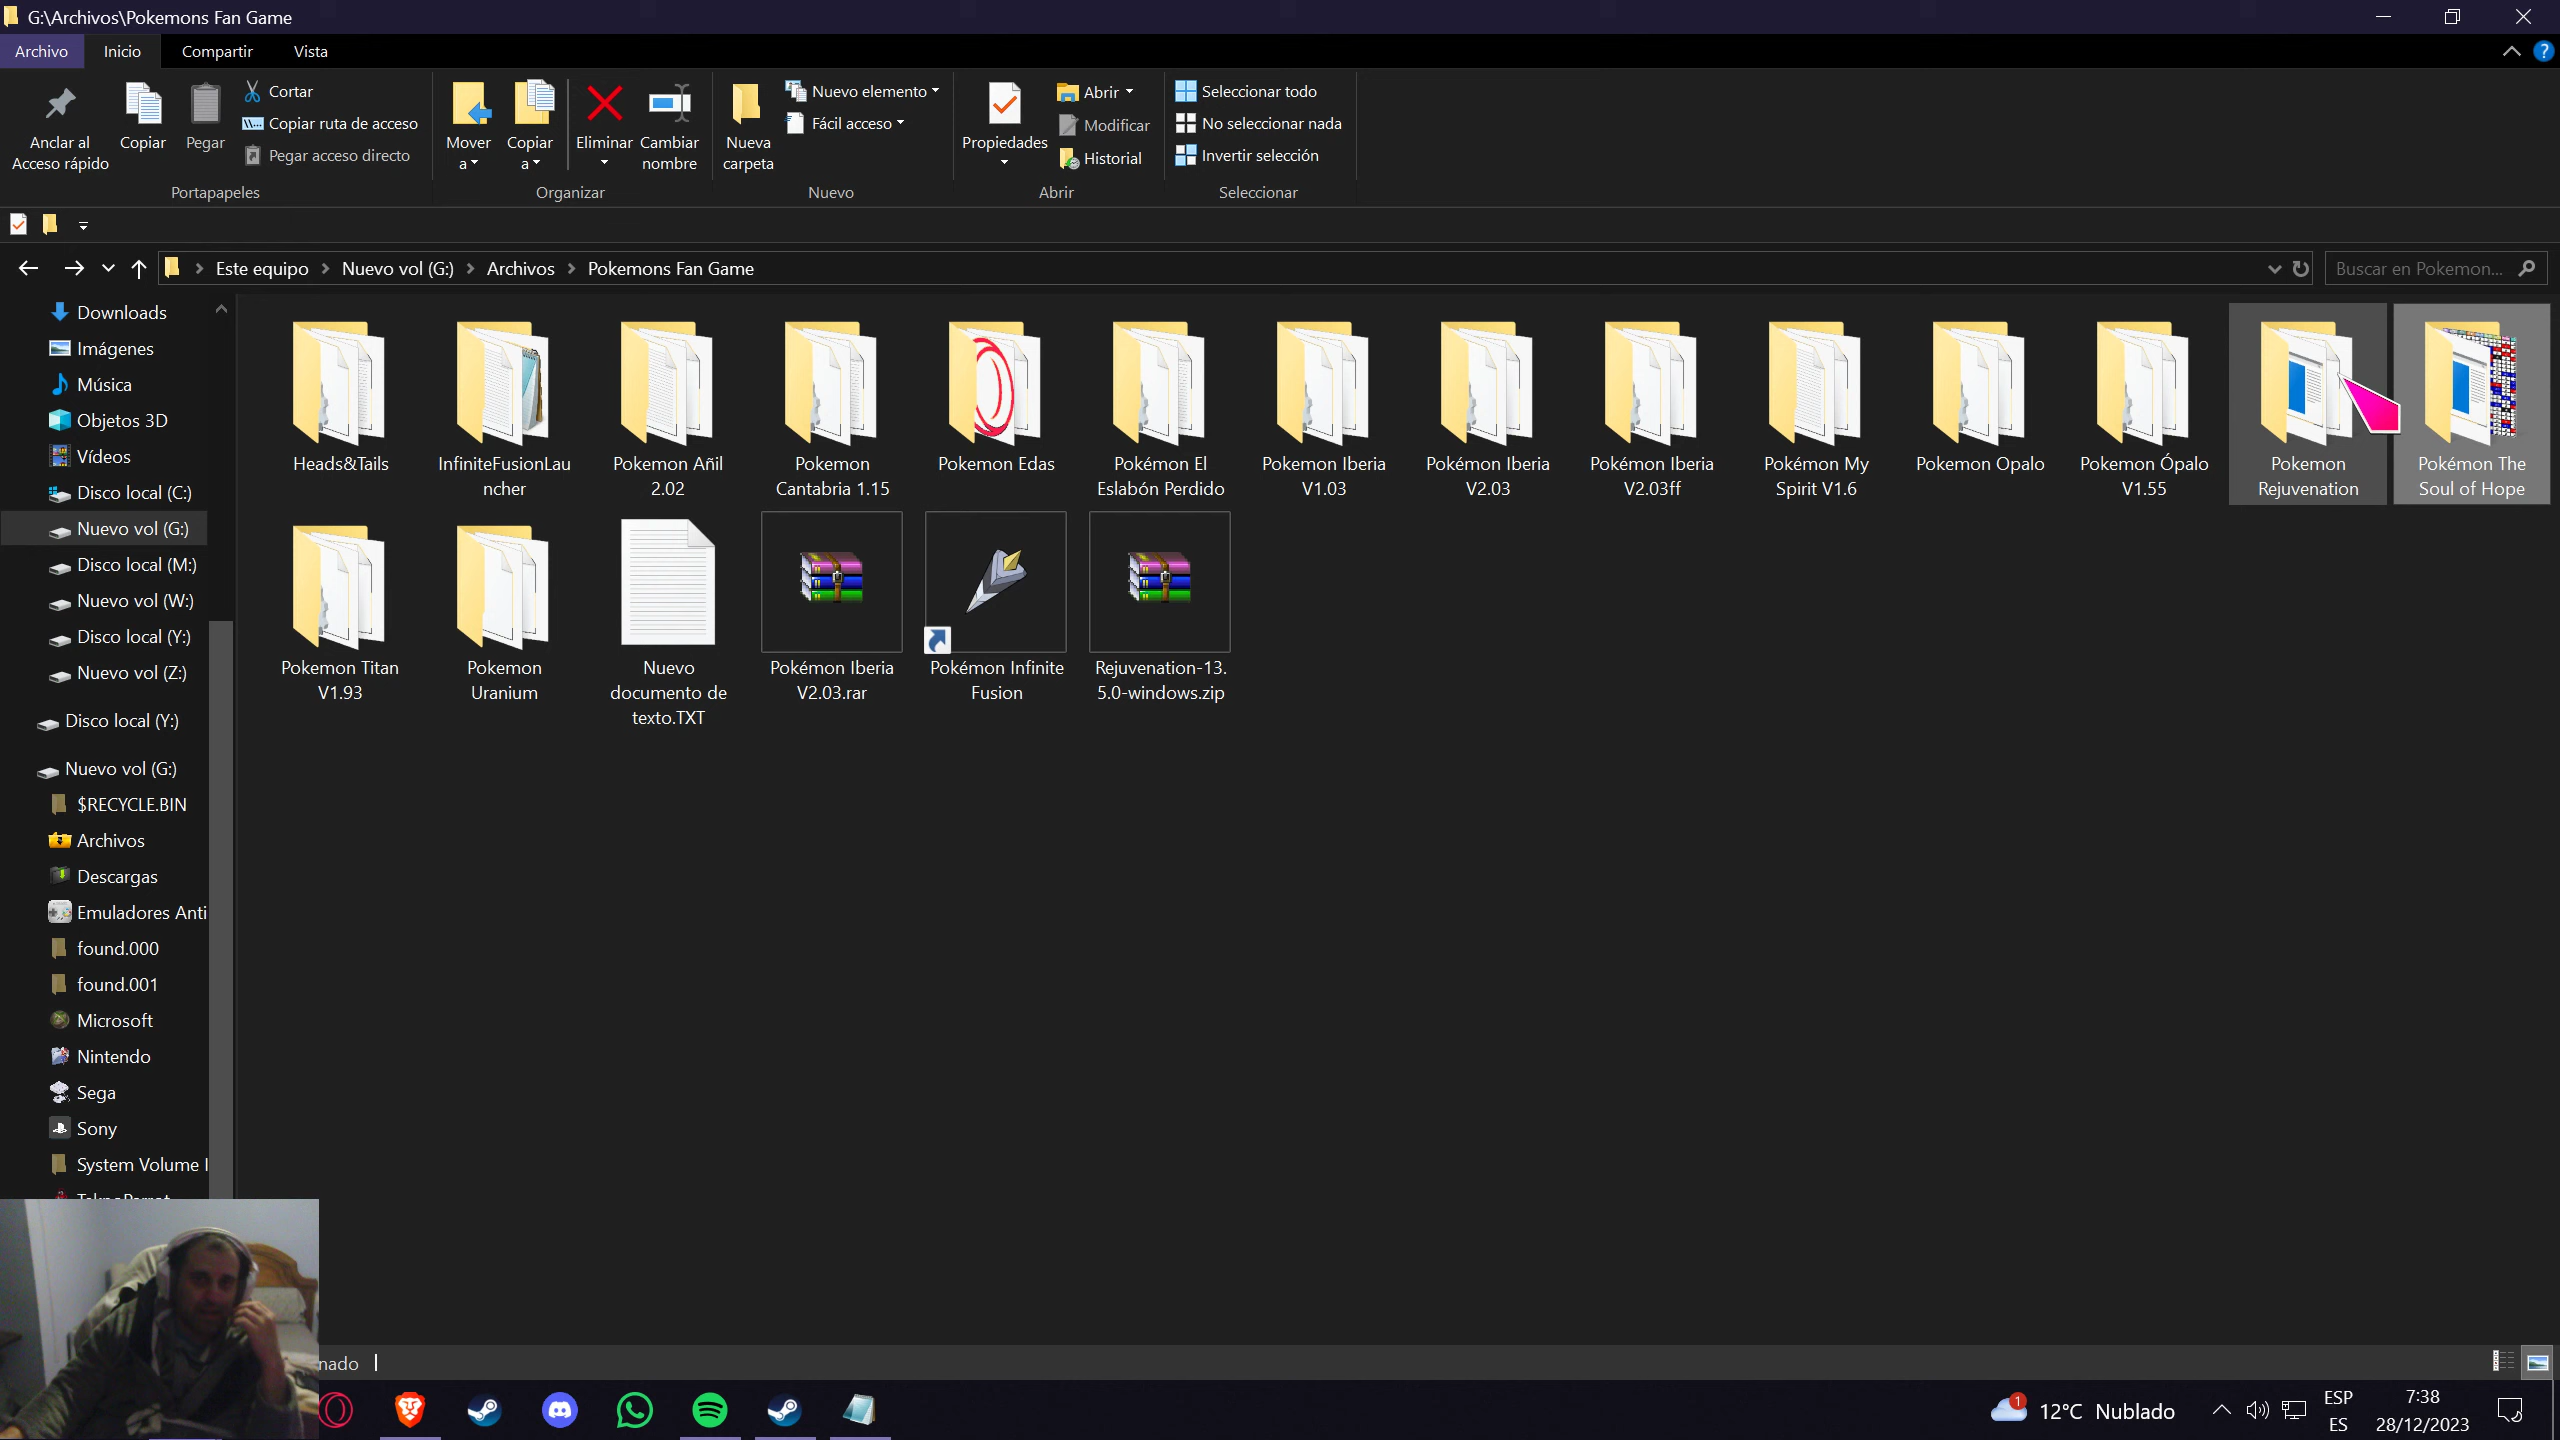 G:\Archivos\Pokemons Fan Game
Archivo
Inicio
Compartir
Vista
Anclar al
Acceso rápido
Copiar
Pegar
Cortar
Copiar ruta de acceso
Pegar acceso directo
Portapapeles
Mover
a
Copiar
a
Eliminar
Cambiar
nombre
Organizar
Nueva
carpeta
Nuevo elemento
Fácil acceso
Nuevo
Propiedades
Abrir
Modificar
Historial
Abrir
Seleccionar todo
No seleccionar nada
Invertir selección
Seleccionar
Este equipo
Nuevo vol (G:)
Archivos
Pokemons Fan Game
Buscar en Pokemon...
Downloads
Imágenes
Música
Objetos 3D
Vídeos
Disco local (C:)
Nuevo vol (G:)
Disco local (M:)
Nuevo vol (W:)
Disco local (Y:)
Nuevo vol (Z:)
Disco local (Y:)
Nuevo vol (G:)
$RECYCLE.BIN
Archivos
Descargas
Emuladores Anti
found.000
found.001
Microsoft
Nintendo
Sega
Sony
System Volume I
Heads&Tails
InfiniteFusionLau
ncher
Pokemon Añil
2.02
Pokemon
Cantabria 1.15
Pokemon Edas
Pokémon El
Eslabón Perdido
Pokemon Iberia
V1.03
Pokémon Iberia
V2.03
Pokémon Iberia
V2.03ff
Pokémon My
Spirit V1.6
Pokemon Opalo
Pokemon Ópalo
V1.55
Pokemon
Rejuvenation
Pokémon The
Soul of Hope
Pokemon Titan
V1.93
Pokemon
Uranium
Nuevo
documento de
texto.TXT
Pokémon Iberia
V2.03.rar
Pokémon Infinite
Fusion
Rejuvenation-13.
5.0-windows.zip
nado
1
12°C Nublado
ESP
ES
7:38
28/12/2023